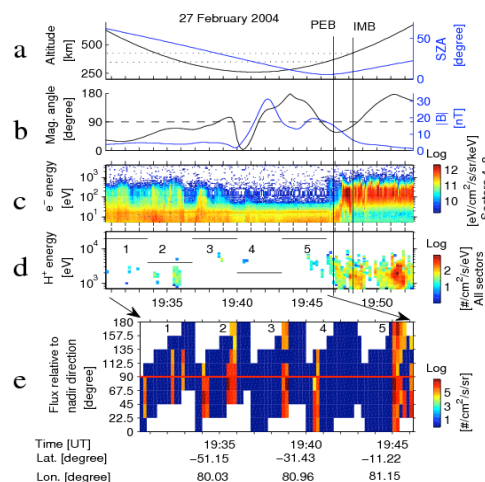 27 February 2004
PEB
IMB
a
Altitude
[km]
500
250
50
0
SZA
[degree]
b
Mag. angle
[degree]
180
90
0
30
20
10
0
|B|
[nT]
c
e⁻ energy
[eV]
10³
10²
10¹
Log
12
11
10
[eV/cm²/s/sr/keV]
d
H⁺ energy
[eV]
10⁴
10³
1
2
3
4
5
Log
2
1
[#/cm²/s/eV]
All sectors
19:35
19:40
19:45
19:50
e
Flux relative to
nadir direction
[degree]
180
157.5
135
112.5
90
67.5
45
22.5
0
1
2
3
4
5
Log
5
3
1
[#/cm²/s/sr]
Time [UT] 19:35 19:40 19:45
Lat. [degree] −51.15 −31.43 −11.22
Lon. [degree] 80.03 80.96 81.15